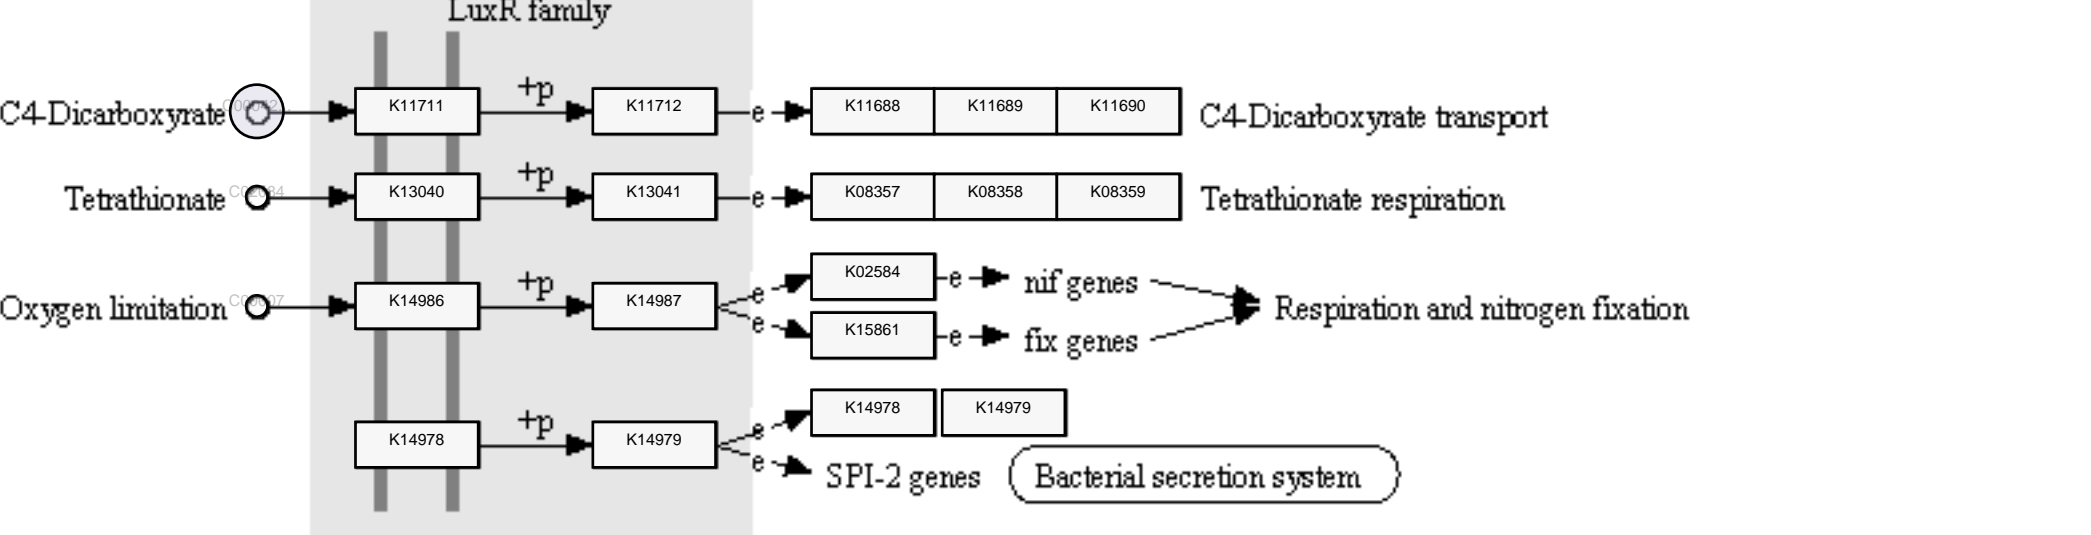 LuxR family
+p
C4-Dicarboxyrate K11711 K11712 e K11688 K11689 K11690 C4-Dicarboxyrate transport
+p
Tetrathionate K13040 K13041 e K08357 K08358 K08359 Tetrathionate respiration
K02584 e nif genes
+p e
Oxygen limitation K14986 K14987 Respiration and nitrogen fixation
e K15861 e fix genes
K14978 K14979
+p e
K14978 K14979
e SPI-2 genes Bacterial secretion system